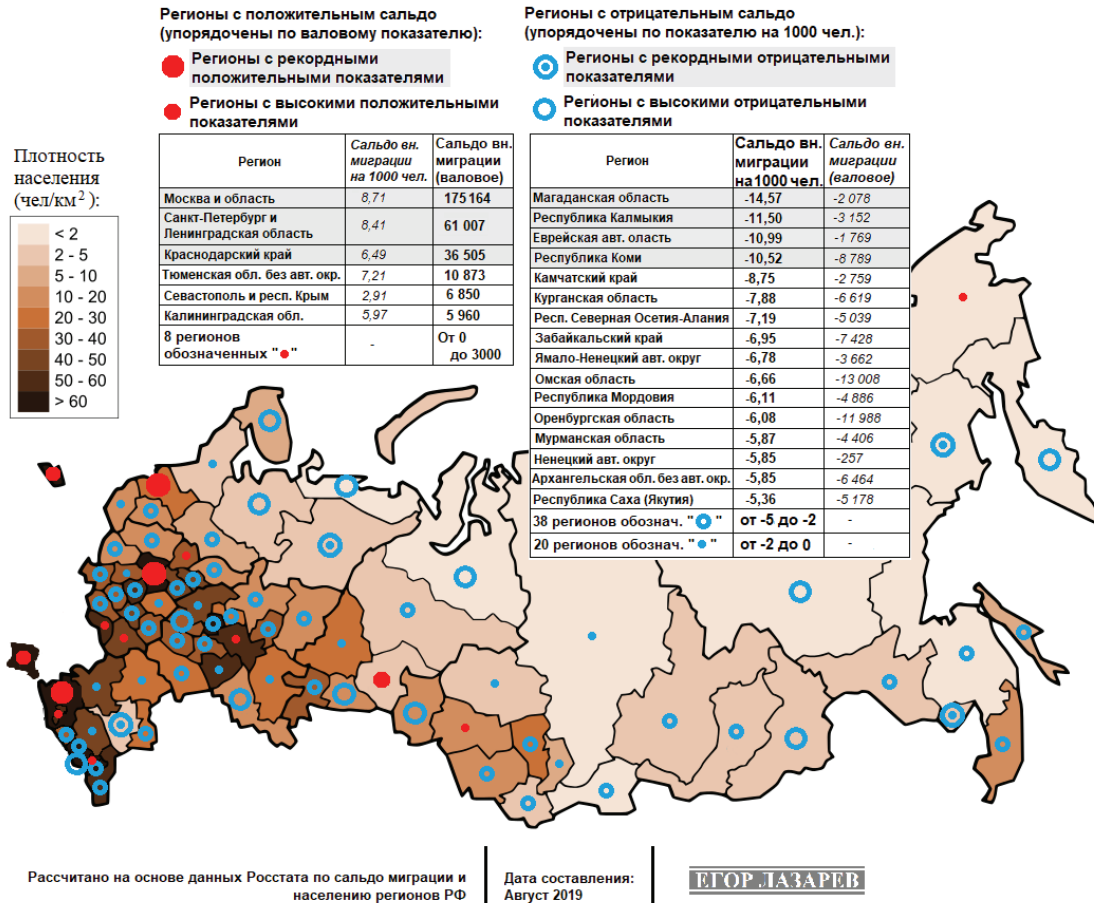 Регионы с положительным сальдо
(упорядочены по валовому показателю):
Регионы с рекордными
положительными показателями
Регионы с высокими положительными
показателями
Регион
Сальдо вн.
миграции
на 1000 чел.
Сальдо вн.
миграции
(валовое)
Москва и область 8,71 175 164
Санкт-Петербург и
Ленинградская область 8,41 61 007
Краснодарский край 6,49 36 505
Тюменская обл. без авт. окр. 7,21 10 873
Севастополь и респ. Крым 2,91 6 850
Калининградская обл. 5,97 5 960
8 регионов
обозначенных "●" - От 0
до 3000
Регионы с отрицательным сальдо
(упорядочены по показателю на 1000 чел.):
Регионы с рекордными отрицательными
показателями
Регионы с высокими отрицательными
показателями
Регион
Сальдо вн.
миграции
на1000 чел.
Сальдо вн.
миграции
(валовое)
Магаданская область -14,57 -2 078
Республика Калмыкия -11,50 -3 152
Еврейская авт. оласть -10,99 -1 769
Республика Коми -10,52 -8 789
Камчатский край -8,75 -2 759
Курганская область -7,88 -6 619
Респ. Северная Осетия-Алания -7,19 -5 039
Забайкальский край -6,95 -7 428
Ямало-Ненецкий авт. округ -6,78 -3 662
Омская область -6,66 -13 008
Республика Мордовия -6,11 -4 886
Оренбургская область -6,08 -11 988
Мурманская область -5,87 -4 406
Ненецкий авт. округ -5,85 -257
Архангельская обл. без авт.окр. -5,85 -6 464
Республика Саха (Якутия) -5,36 -5 178
38 регионов обознач. " " от -5 до -2 -
20 регионов обознач. " " от -2 до 0 -
Плотность
населения
(чел/км²):
< 2
2 - 5
5 - 10
10 - 20
20 - 30
30 - 40
40 - 50
50 - 60
> 60
Рассчитано на основе данных Росстата по сальдо миграции и
населению регионов РФ
Дата составления:
Август 2019
ЕГОР ЛАЗАРЕВ